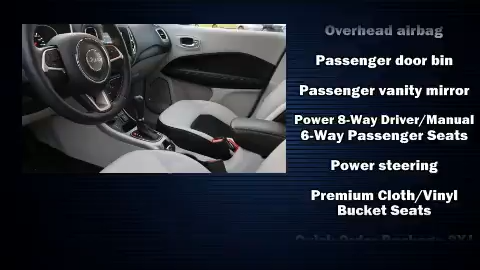 Overhead airbag
Passenger door bin
Passenger vanity mirror
Power 8-Way Driver/Manual
6-Way Passenger Seats
Power steering
Premium Cloth/Vinyl
Bucket Seats